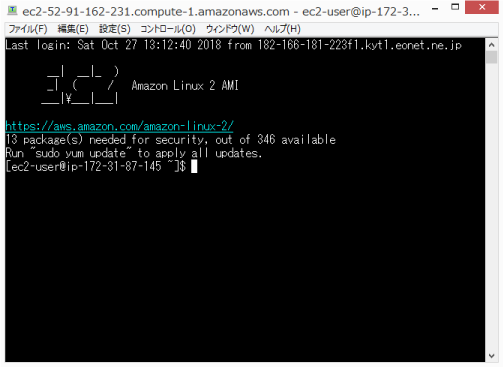 ec2-52-91-162-231.compute-1.amazonaws.com - ec2-user@ip-172-3...
ファイル(F) 編集(E) 設定(S) コントロール(O) ウィンドウ(W) ヘルプ(H)
Last login: Sat Oct 27 13:12:40 2018 from 182-166-181-223f1.kyt1.eonet.ne.jp
       __|  __|_  )
       _|  (     /   Amazon Linux 2 AMI
      ___|¥___|___|
https://aws.amazon.com/amazon-linux-2/
13 package(s) needed for security, out of 346 available
Run "sudo yum update" to apply all updates.
[ec2-user@ip-172-31-87-145 ~]$